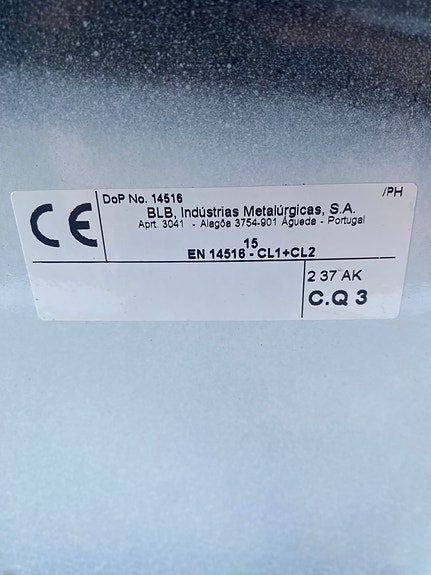 CE
DoP No. 14516
/PH
BLB, Indústrias Metalúrgicas, S.A.
Aprt. 3041 - Alagôa 3754-901 Águeda - Portugal
15
EN 14516 - CL1+CL2
2 37 AK
C.Q 3